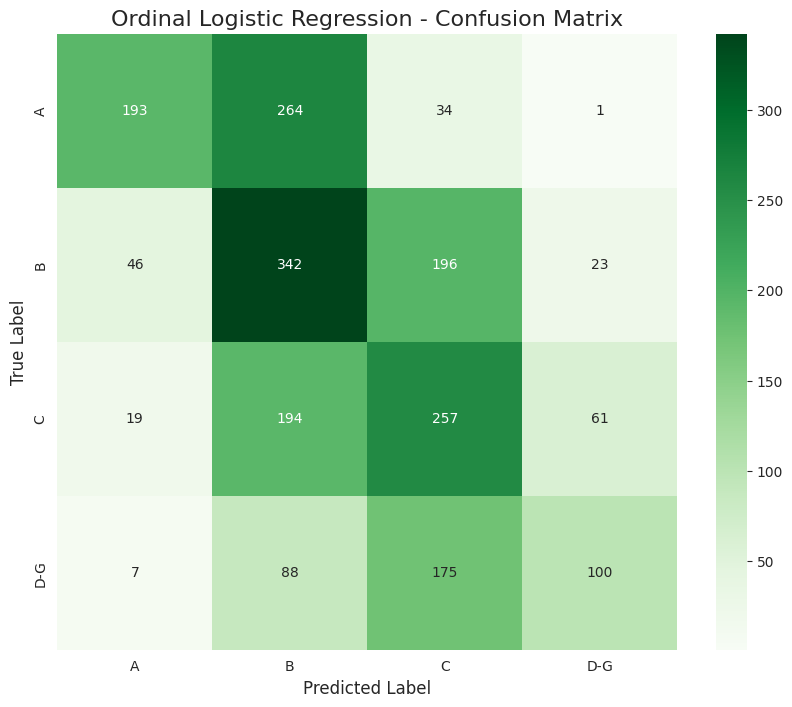 Ordinal Logistic Regression - Confusion Matrix
True Label
A 193 264 34 1
B 46 342 196 23
C 19 194 257 61
D-G 7 88 175 100
A B C D-G
Predicted Label
300
250
200
150
100
50